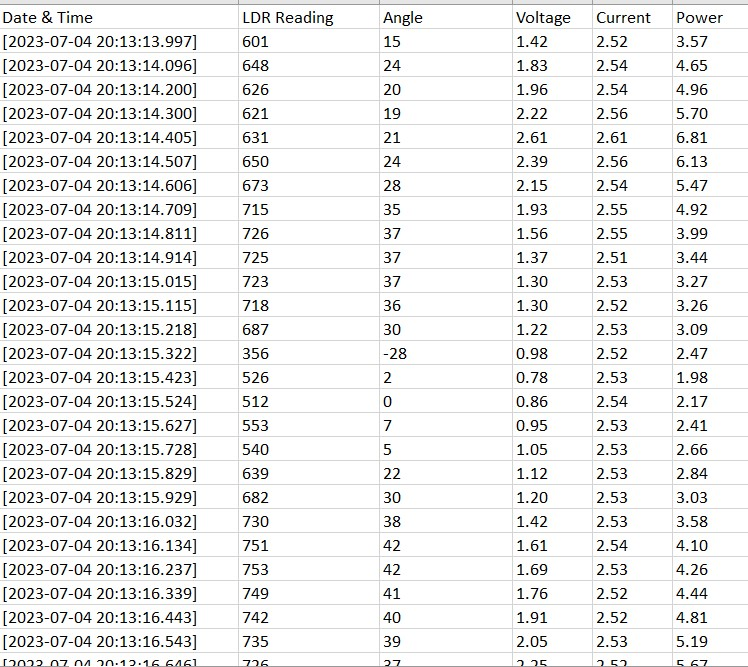 Date & Time LDR Reading Angle Voltage Current Power
[2023-07-04 20:13:13.997] 601 15 1.42 2.52 3.57
[2023-07-04 20:13:14.096] 648 24 1.83 2.54 4.65
[2023-07-04 20:13:14.200] 626 20 1.96 2.54 4.96
[2023-07-04 20:13:14.300] 621 19 2.22 2.56 5.70
[2023-07-04 20:13:14.405] 631 21 2.61 2.61 6.81
[2023-07-04 20:13:14.507] 650 24 2.39 2.56 6.13
[2023-07-04 20:13:14.606] 673 28 2.15 2.54 5.47
[2023-07-04 20:13:14.709] 715 35 1.93 2.55 4.92
[2023-07-04 20:13:14.811] 726 37 1.56 2.55 3.99
[2023-07-04 20:13:14.914] 725 37 1.37 2.51 3.44
[2023-07-04 20:13:15.015] 723 37 1.30 2.53 3.27
[2023-07-04 20:13:15.115] 718 36 1.30 2.52 3.26
[2023-07-04 20:13:15.218] 687 30 1.22 2.53 3.09
[2023-07-04 20:13:15.322] 356 -28 0.98 2.52 2.47
[2023-07-04 20:13:15.423] 526 2 0.78 2.53 1.98
[2023-07-04 20:13:15.524] 512 0 0.86 2.54 2.17
[2023-07-04 20:13:15.627] 553 7 0.95 2.53 2.41
[2023-07-04 20:13:15.728] 540 5 1.05 2.53 2.66
[2023-07-04 20:13:15.829] 639 22 1.12 2.53 2.84
[2023-07-04 20:13:15.929] 682 30 1.20 2.53 3.03
[2023-07-04 20:13:16.032] 730 38 1.42 2.53 3.58
[2023-07-04 20:13:16.134] 751 42 1.61 2.54 4.10
[2023-07-04 20:13:16.237] 753 42 1.69 2.53 4.26
[2023-07-04 20:13:16.339] 749 41 1.76 2.52 4.44
[2023-07-04 20:13:16.443] 742 40 1.91 2.52 4.81
[2023-07-04 20:13:16.543] 735 39 2.05 2.53 5.19